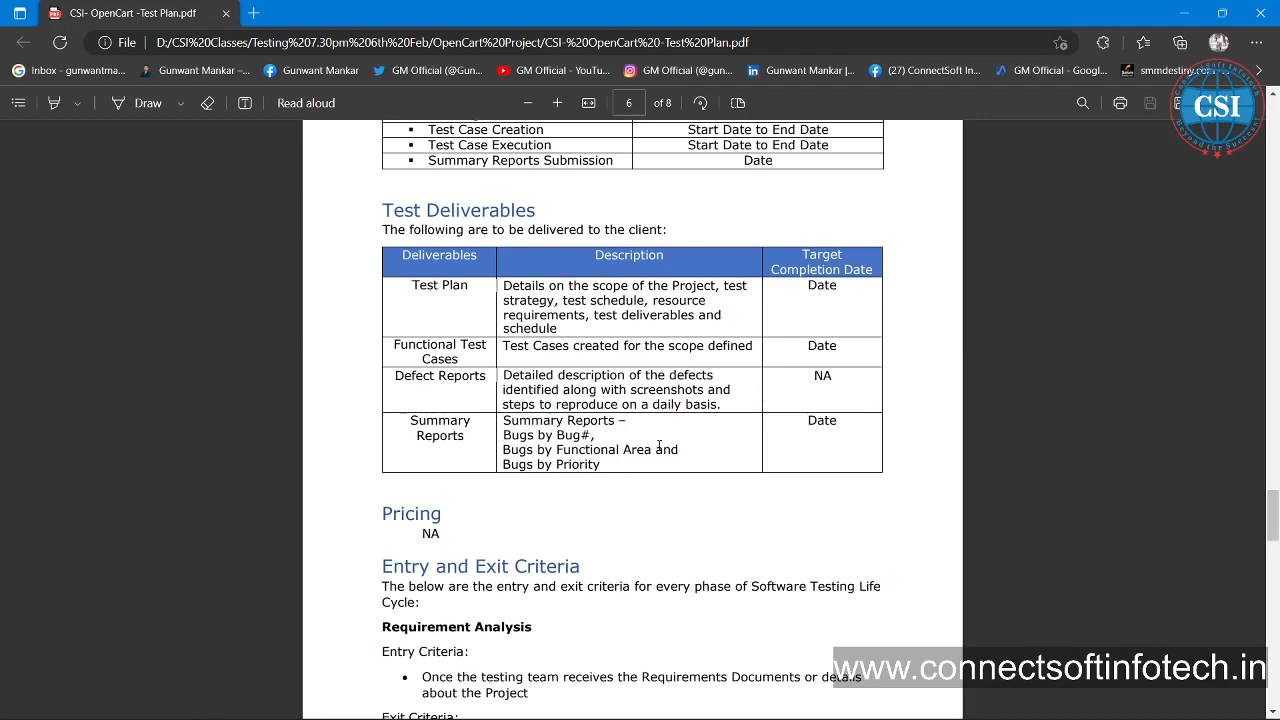 CSI- OpenCart -Test Plan.pdf
File D:/CSI%20Classes/Testing%207.30pm%206th%20Feb/OpenCart%20Project/CSI-%20OpenCart%20-Test%20Plan.pdf
Inbox - gunwantma... Gunwant Mankar –... Gunwant Mankar GM Official (@Gun... GM Official - YouTu... GM Official (@gun... Gunwant Mankar |... (27) ConnectSoft In... GM Official - Googl... smmdestiny.com
Draw Read aloud 6 of 8
ConnectSoft Infotech
CSI
Beyond the Success
Test Case Creation Start Date to End Date
Test Case Execution Start Date to End Date
Summary Reports Submission Date
Test Deliverables
The following are to be delivered to the client:
Deliverables Description Target
Completion Date
Test Plan Details on the scope of the Project, test Date
strategy, test schedule, resource
requirements, test deliverables and
schedule
Functional Test Test Cases created for the scope defined Date
Cases
Defect Reports Detailed description of the defects NA
identified along with screenshots and
steps to reproduce on a daily basis.
Summary Summary Reports – Date
Reports Bugs by Bug#,
Bugs by Functional Area and
Bugs by Priority
Pricing
NA
Entry and Exit Criteria
The below are the entry and exit criteria for every phase of Software Testing Life
Cycle:
Requirement Analysis
Entry Criteria:
• Once the testing team receives the Requirements Documents or details
about the Project
Exit Criteria:
www.connectsoftinfotech.in